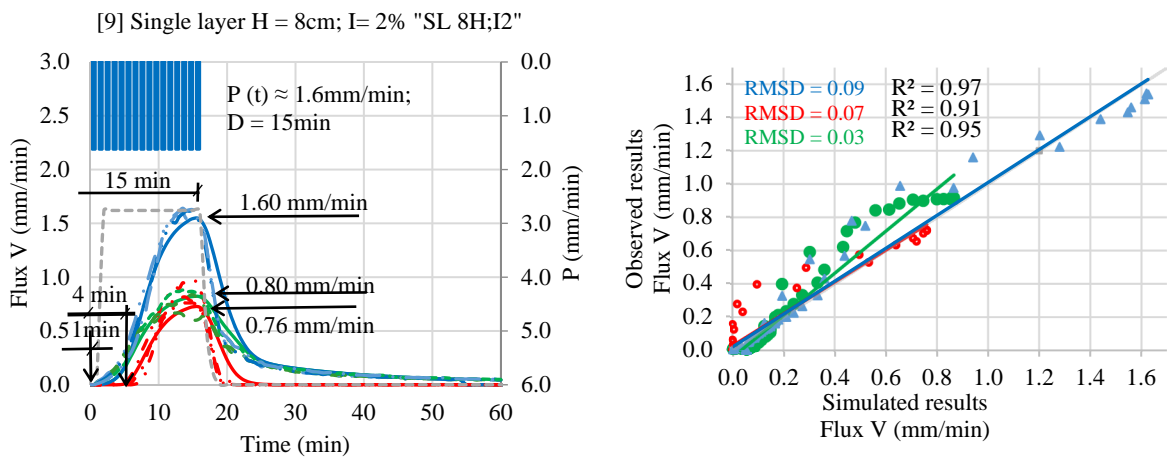 [9] Single layer H = 8cm; I= 2% "SL 8H;I2"
3.0
2.5
2.0
1.5
1.0
0.5
0.0
Flux V (mm/min)
0.0
1.0
2.0
3.0
4.0
5.0
6.0
P (mm/min)
P (t) ≈ 1.6mm/min;
D = 15min
15 min
1.60 mm/min
4 min
0.80 mm/min
1min
0.76 mm/min
0 10 20 30 40 50 60
Time (min)
Observed results
Flux V (mm/min)
1.6
1.4
1.2
1.0
0.8
0.6
0.4
0.2
0.0
RMSD = 0.09 R² = 0.97
RMSD = 0.07 R² = 0.91
RMSD = 0.03 R² = 0.95
0.0 0.2 0.4 0.6 0.8 1.0 1.2 1.4 1.6
Simulated results
Flux V (mm/min)